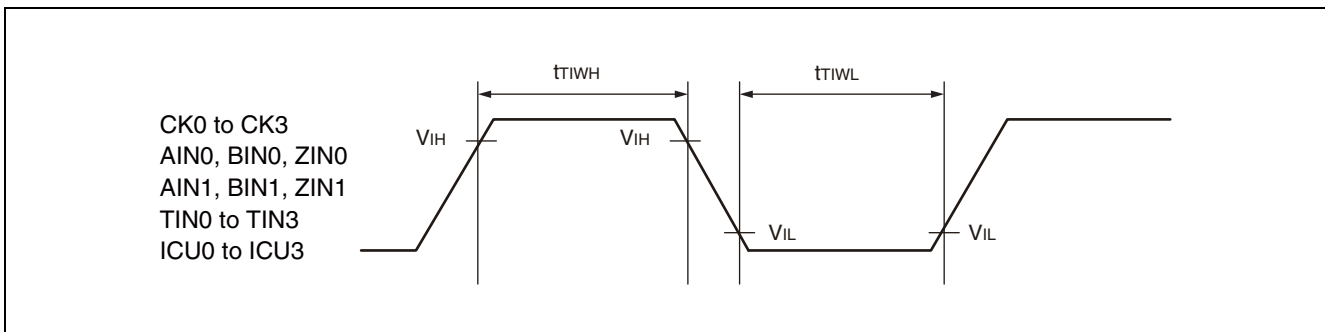 tTIWH
tTIWL
CK0 to CK3
AIN0, BIN0, ZIN0
AIN1, BIN1, ZIN1
TIN0 to TIN3
ICU0 to ICU3
VIH
VIH
VIL
VIL